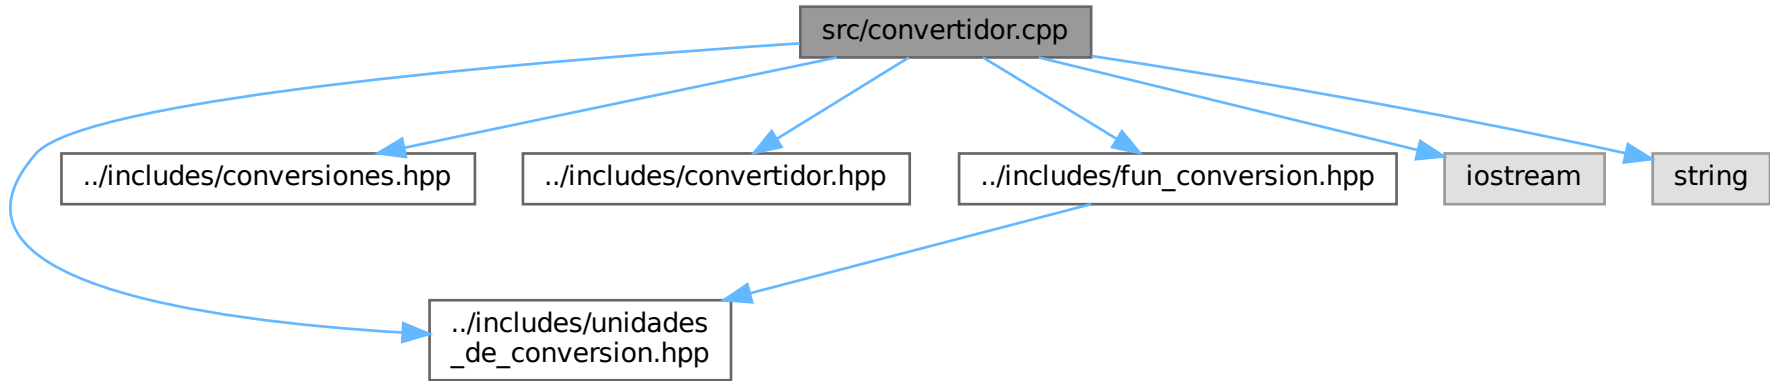 src/convertidor.cpp
../includes/conversiones.hpp
../includes/convertidor.hpp
../includes/fun_conversion.hpp
iostream
string
../includes/unidades
_de_conversion.hpp